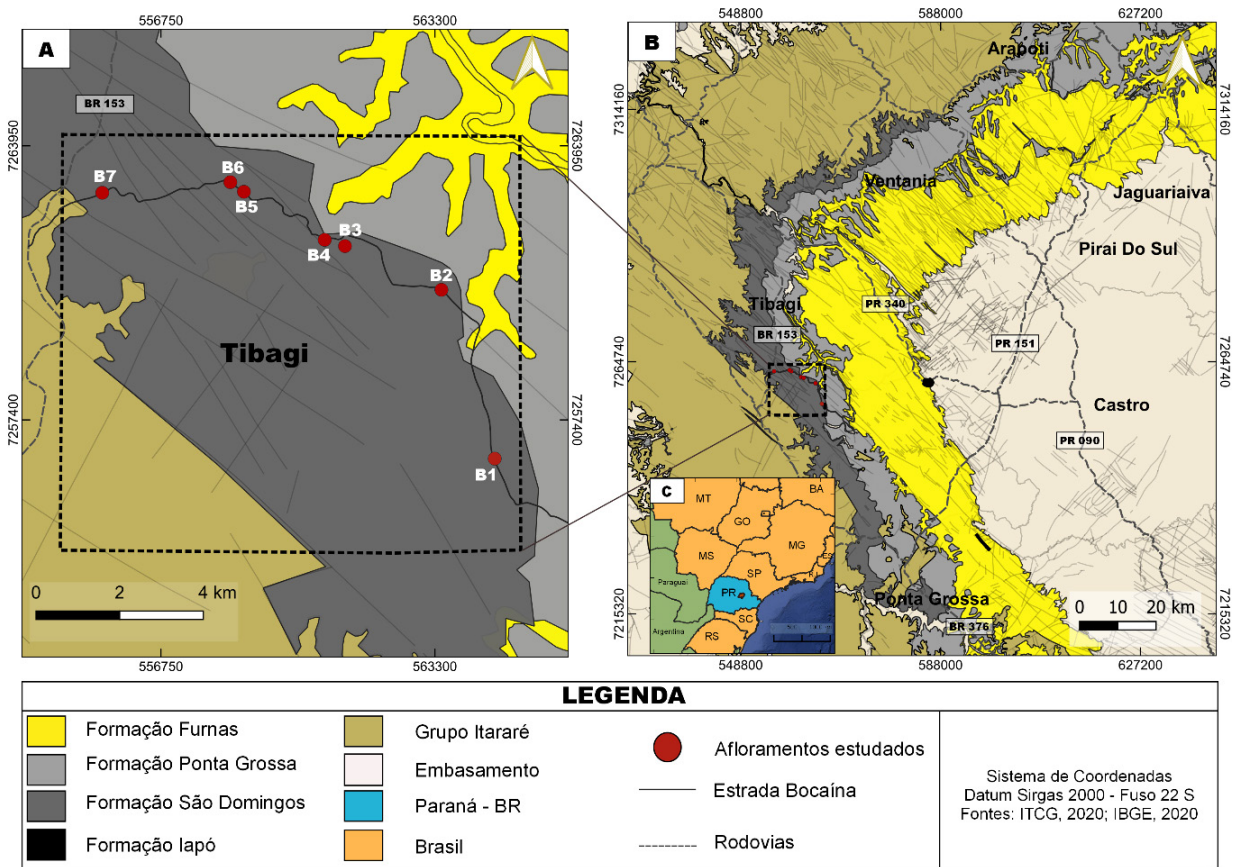 556750
563300
A
BR 153
7263950
7263950
B7
B6
B5
B4
B3
B2
Tibagi
7257400
7257400
B1
0 2 4 km
556750
563300
548800
588000
627200
B
Arapoti
7314160
7314160
Ventania
Jaguariaiva
Pirai Do Sul
Tibagi
PR 340
BR 153
PR 151
7264740
7264740
Castro
PR 090
C
MT
BA
GO
MG
MS
ES
SP
RJ
Paraguai
PR
SC
Argentina
RS
Ponta Grossa
BR 376
0 10 20 km
7215320
7215320
548800
588000
627200
LEGENDA
Formação Furnas
Formação Ponta Grossa
Formação São Domingos
Formação Iapó
Grupo Itararé
Embasamento
Paraná - BR
Brasil
Afloramentos estudados
Estrada Bocaína
Rodovias
Sistema de Coordenadas
Datum Sirgas 2000 - Fuso 22 S
Fontes: ITCG, 2020; IBGE, 2020